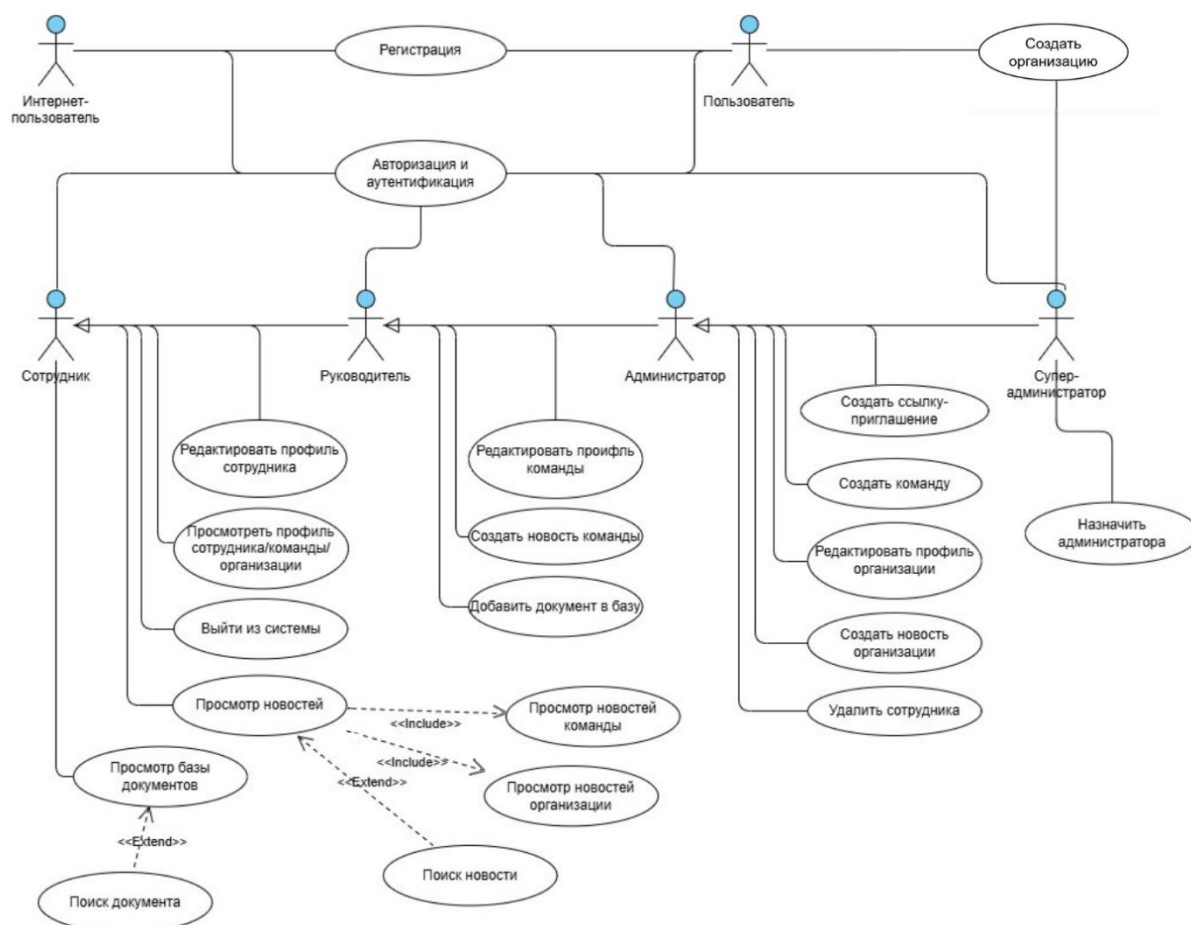 Регистрация
Создать
организацию
Интернет-
пользователь
Пользователь
Авторизация и
аутентификация
Сотрудник
Руководитель
Администратор
Супер-
администратор
Создать ссылку-
приглашение
Редактировать профиль
сотрудника
Редактировать проифль
команды
Создать команду
Назначить
администратора
Просмотреть профиль
сотрудника/команды/
организации
Создать новость команды
Редактировать профиль
организации
Добавить документ в базу
Выйти из системы
Создать новость
организации
Просмотр новостей
<<Include>>
Просмотр новостей
команды
Удалить сотрудника
Просмотр базы
документов
<<Include>>
<<Extend>>
Просмотр новостей
организации
<<Extend>>
Поиск новости
Поиск документа